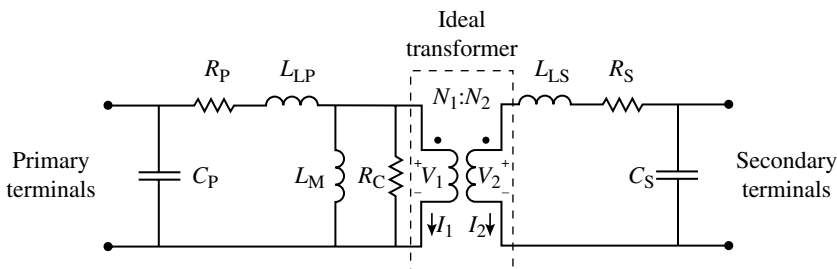 Ideal
transformer
R_P
L_LP
N_1:N_2
L_LS
R_S
Primary
terminals
C_P
L_M
R_C
+
V_1
−
V_2
+
−
C_S
Secondary
terminals
I_1
I_2